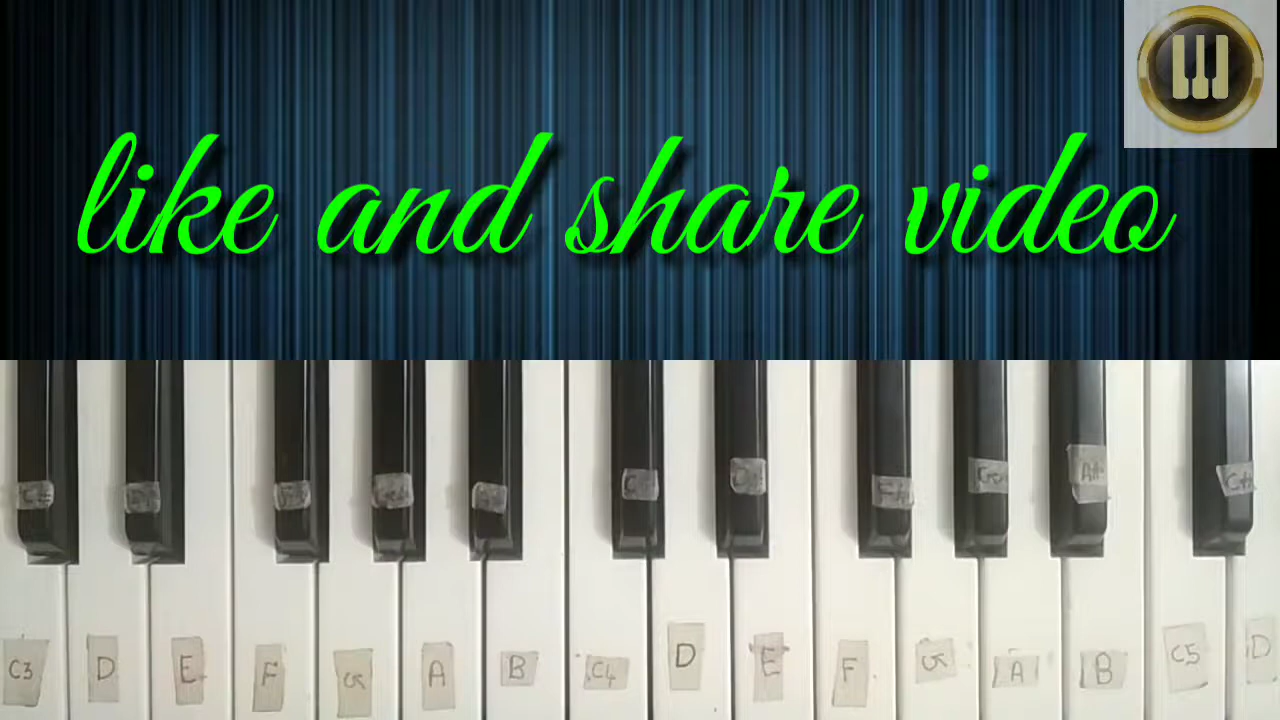 like and share video
C# D# F# G# A# C# D# F# G# A# C#
C3 D E F G A B C4 D E F G A B C5 D